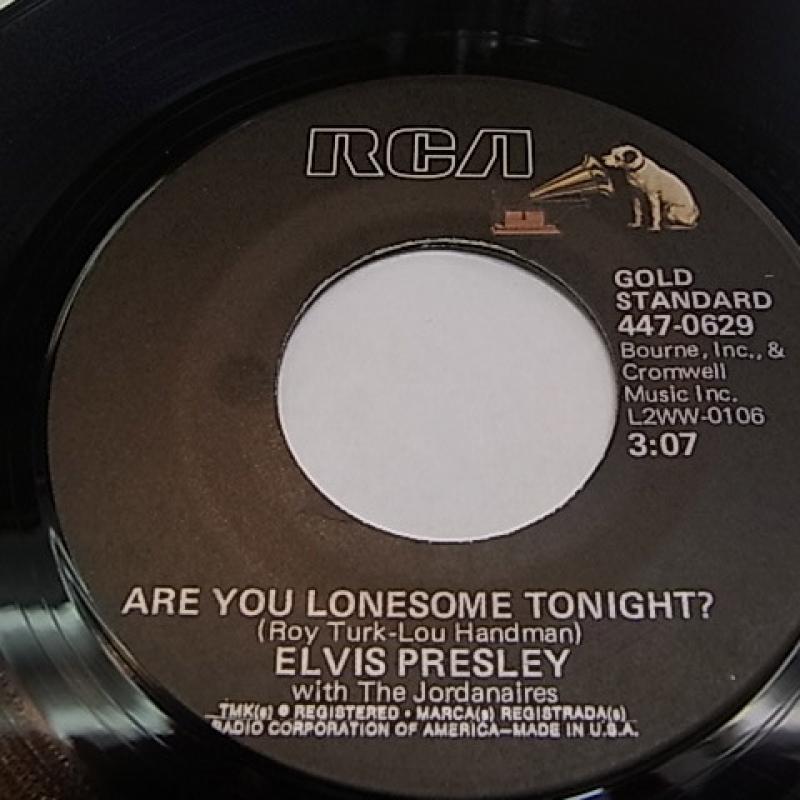 RCA
GOLD
STANDARD
447-0629
Bourne, Inc., &
Cromwell
Music Inc.
L2WW-0106
3:07
ARE YOU LONESOME TONIGHT?
(Roy Turk-Lou Handman)
ELVIS PRESLEY
with The Jordanaires
TMK(s) ® REGISTERED • MARCA(s) REGISTRADA(s)
RADIO CORPORATION OF AMERICA—MADE IN U.S.A.